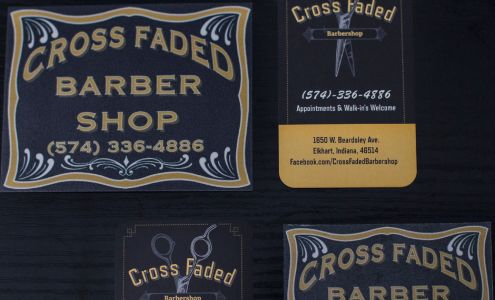 CROSS FADED
BARBER
SHOP
(574) 336-4886
Cross Faded
Barbershop
(574)-336-4886
Appointments & Walk-in's Welcome
1650 W. Beardsley Ave.
Elkhart, Indiana, 46514
Facebook.com/CrossFadedBarbershop
Cross Faded
Barbershop
CROSS FADED
BARBER